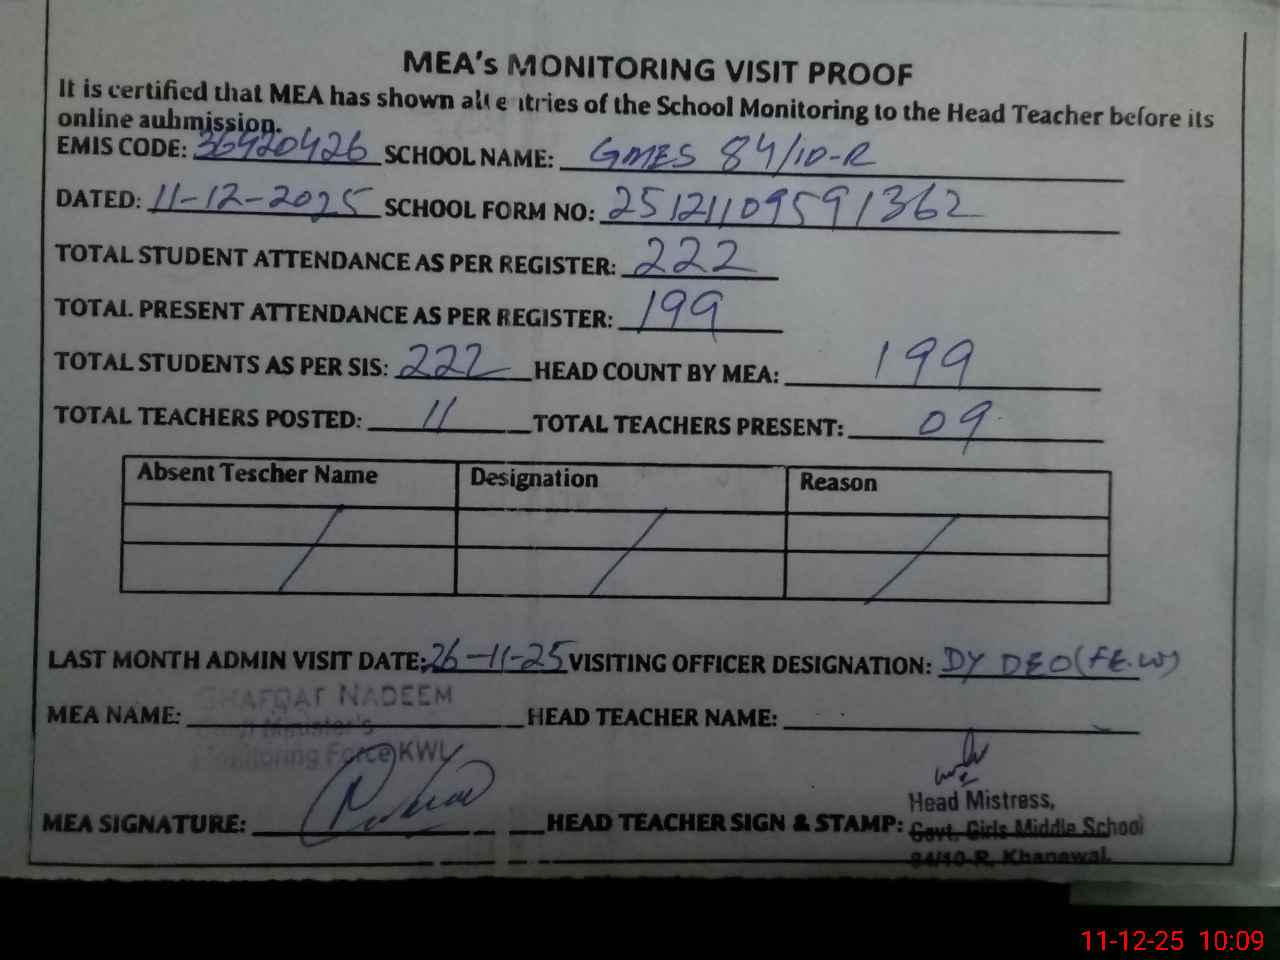 MEA's MONITORING VISIT PROOF
It is certified that MEA has shown all entries of the School Monitoring to the Head Teacher before its
online aubmission.
EMIS CODE: 36920426 SCHOOL NAME: GMES 84/10-R
DATED: 11-12-2025 SCHOOL FORM NO: 25121109591362
TOTAL STUDENT ATTENDANCE AS PER REGISTER: 222
TOTAL PRESENT ATTENDANCE AS PER REGISTER: 199
TOTAL STUDENTS AS PER SIS: 222 HEAD COUNT BY MEA: 199
TOTAL TEACHERS POSTED: 11 TOTAL TEACHERS PRESENT: 09
Absent Tescher Name Designation Reason
LAST MONTH ADMIN VISIT DATE: 26-11-25 VISITING OFFICER DESIGNATION: DY DEO (FE.W)
SHAFQAT NADEEM
MEA NAME: HEAD TEACHER NAME:
Minister's
Monitoring Force KWL
Head Mistress,
MEA SIGNATURE: HEAD TEACHER SIGN & STAMP: Govt. Girls Middle School
84/10-R, Khanewal.
11-12-25 10:09